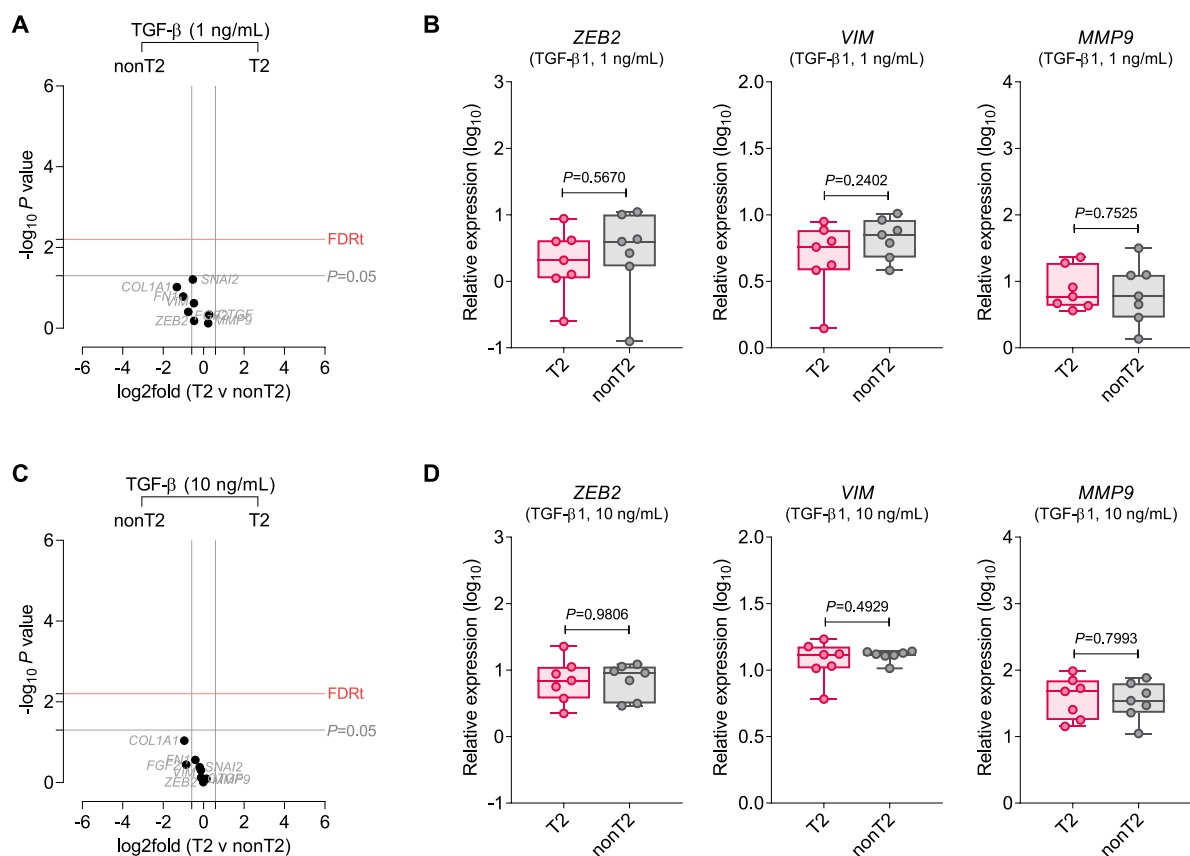 A
TGF-β (1 ng/mL)
nonT2 T2
6
4
2
0
-log10 P value
FDRt
P=0.05
SNAI2
COL1A1
FN1
VIM
CTGF
ZEB2
MMP9
-6 -4 -2 0 2 4 6
log2fold (T2 v nonT2)
B
ZEB2
(TGF-β1, 1 ng/mL)
Relative expression (log10)
3
2
1
0
-1
P=0.5670
T2 nonT2
VIM
(TGF-β1, 1 ng/mL)
Relative expression (log10)
2.0
1.5
1.0
0.5
0.0
P=0.2402
T2 nonT2
MMP9
(TGF-β1, 1 ng/mL)
Relative expression (log10)
4
3
2
1
0
P=0.7525
T2 nonT2
C
TGF-β (10 ng/mL)
nonT2 T2
6
4
2
0
-log10 P value
FDRt
P=0.05
COL1A1
FN1
FGF2
SNAI2
VIM
ZEB2
MMP9
-6 -4 -2 0 2 4 6
log2fold (T2 v nonT2)
D
ZEB2
(TGF-β1, 10 ng/mL)
Relative expression (log10)
3
2
1
0
-1
P=0.9806
T2 nonT2
VIM
(TGF-β1, 10 ng/mL)
Relative expression (log10)
2.0
1.5
1.0
0.5
0.0
P=0.4929
T2 nonT2
MMP9
(TGF-β1, 10 ng/mL)
Relative expression (log10)
4
3
2
1
0
P=0.7993
T2 nonT2